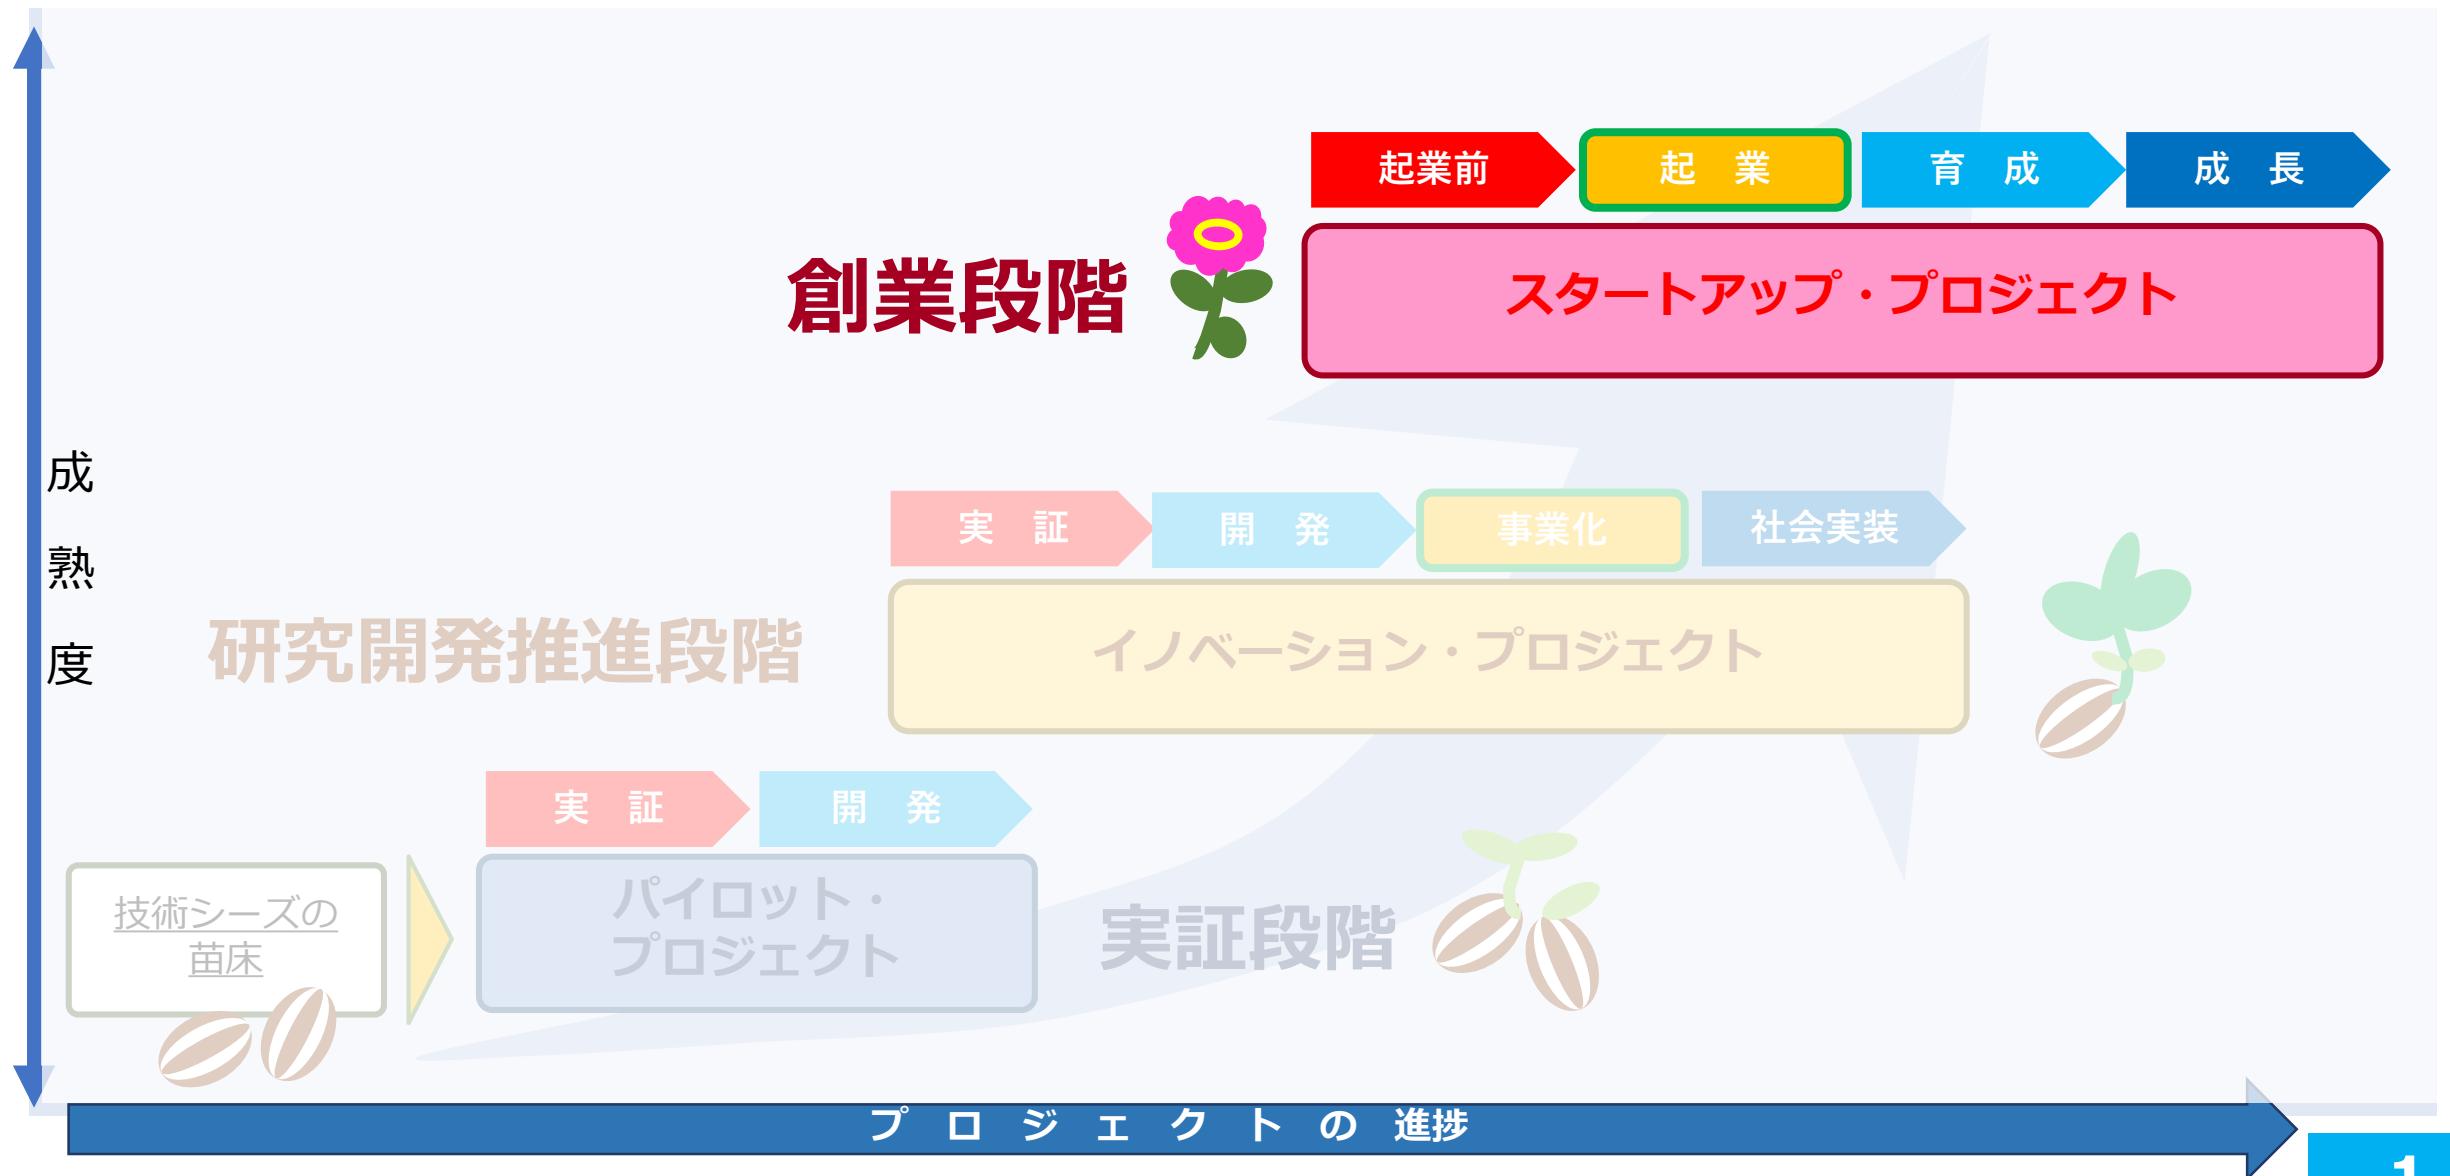 起業前
起　業
育　成
成　長
創業段階
スタートアップ・プロジェクト
成
熟
度
実　証
開　発
事業化
社会実装
研究開発推進段階
イノベーション・プロジェクト
実　証
開　発
技術シーズの
苗床
パイロット・
プロジェクト
実証段階
プ　ロ　ジ　ェ　ク　ト　の　進捗
1